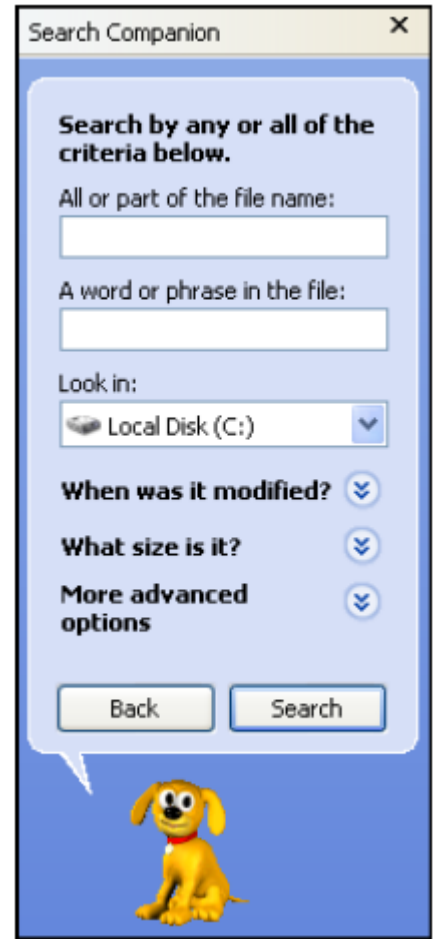 Search Companion
Search by any or all of the
criteria below.
All or part of the file name:
A word or phrase in the file:
Look in:
Local Disk (C:)
When was it modified?
What size is it?
More advanced
options
Back
Search